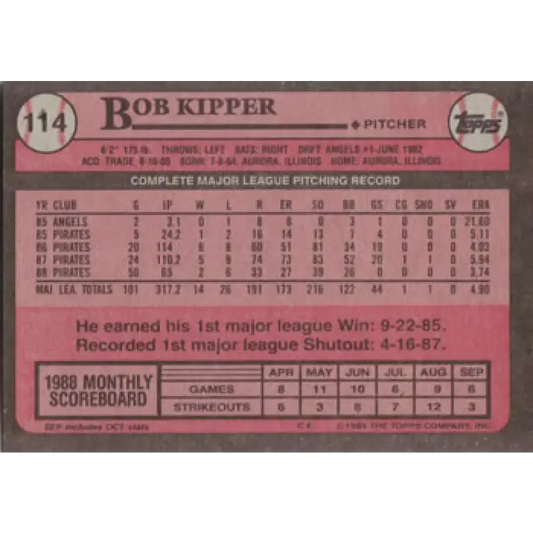 114
BOB KIPPER
PITCHER
TOPPS
6'2" 175 lb. THROWS: LEFT BATS: RIGHT DRFT ANGELS #1-JUNE 1982
ACQ: TRADE, 8-16-85 BORN: 7-8-64, AURORA, ILLINOIS HOME: AURORA, ILLINOIS
COMPLETE MAJOR LEAGUE PITCHING RECORD
YR CLUB G IP W L R ER SO BB GS CG SHO SV ERA
85 ANGELS 2 3.1 0 1 8 8 0 3 1 0 0 0 21.60
85 PIRATES 5 24.2 1 2 16 14 13 7 4 0 0 0 5.11
86 PIRATES 20 114 6 8 60 51 81 34 19 0 0 0 4.03
87 PIRATES 24 110.2 5 9 74 73 83 52 20 1 1 0 5.94
88 PIRATES 50 65 2 6 33 27 39 26 0 0 0 0 3.74
MAJ. LEA. TOTALS 101 317.2 14 26 191 173 216 122 44 1 1 0 4.90
He earned his 1st major league Win: 9-22-85.
Recorded 1st major league Shutout: 4-16-87.
1988 MONTHLY SCOREBOARD
APR MAY JUN JUL AUG SEP
GAMES 8 11 10 6 9 6
STRIKEOUTS 6 3 8 7 12 3
SEP includes OCT stats
© THE TOPPS COMPANY, INC.